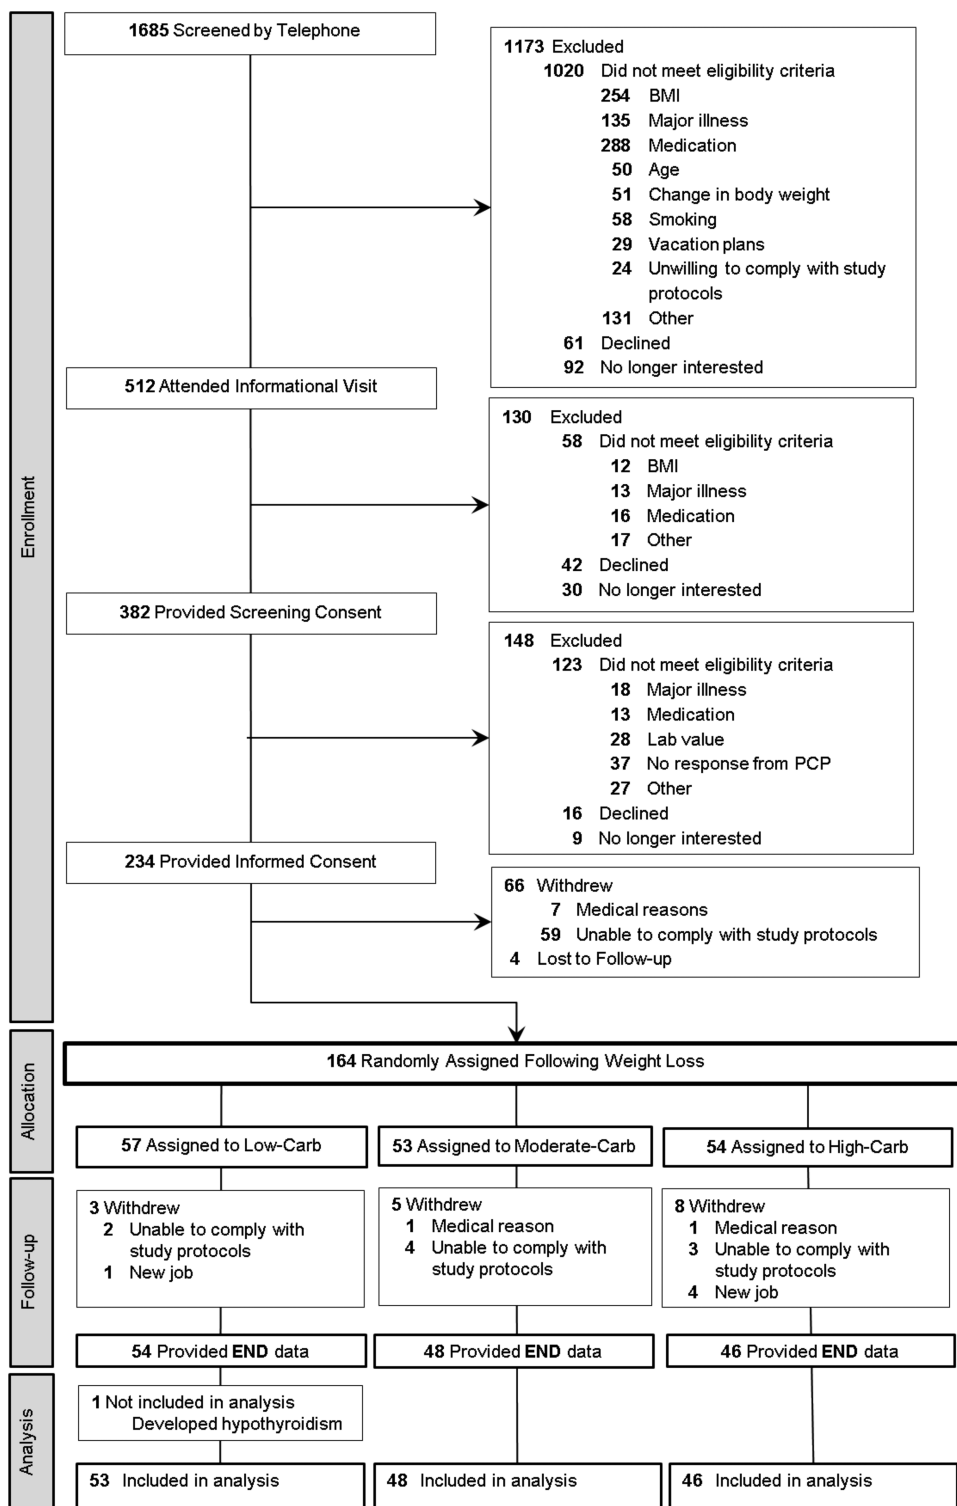 Enrollment
1685 Screened by Telephone
1173 Excluded
1020 Did not meet eligibility criteria
254 BMI
135 Major illness
288 Medication
50 Age
51 Change in body weight
58 Smoking
29 Vacation plans
24 Unwilling to comply with study
protocols
131 Other
61 Declined
92 No longer interested
512 Attended Informational Visit
130 Excluded
58 Did not meet eligibility criteria
12 BMI
13 Major illness
16 Medication
17 Other
42 Declined
30 No longer interested
382 Provided Screening Consent
148 Excluded
123 Did not meet eligibility criteria
18 Major illness
13 Medication
28 Lab value
37 No response from PCP
27 Other
16 Declined
9 No longer interested
234 Provided Informed Consent
66 Withdrew
7 Medical reasons
59 Unable to comply with study protocols
4 Lost to Follow-up
Allocation
164 Randomly Assigned Following Weight Loss
57 Assigned to Low-Carb
53 Assigned to Moderate-Carb
54 Assigned to High-Carb
Follow-up
3 Withdrew
2 Unable to comply with
study protocols
1 New job
5 Withdrew
1 Medical reason
4 Unable to comply with
study protocols
8 Withdrew
1 Medical reason
3 Unable to comply with
study protocols
4 New job
54 Provided END data
48 Provided END data
46 Provided END data
Analysis
1 Not included in analysis
Developed hypothyroidism
53 Included in analysis
48 Included in analysis
46 Included in analysis